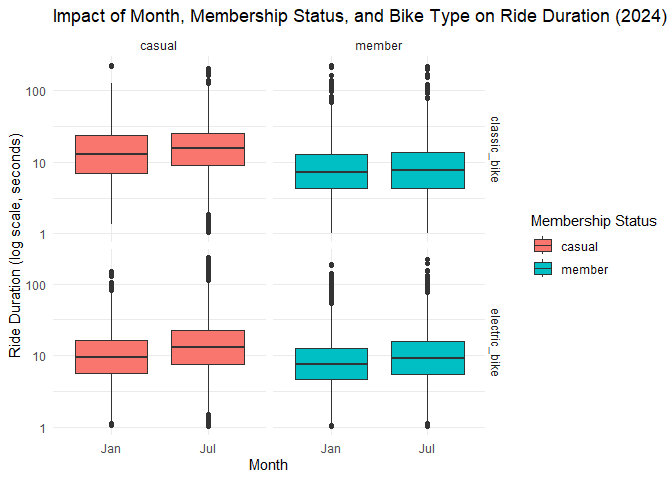 Impact of Month, Membership Status, and Bike Type on Ride Duration (2024)
casual
member
Ride Duration (log scale, seconds)
100
10
1
classic_bike
100
10
1
electric_bike
Jan
Jul
Jan
Jul
Month
Membership Status
casual
member